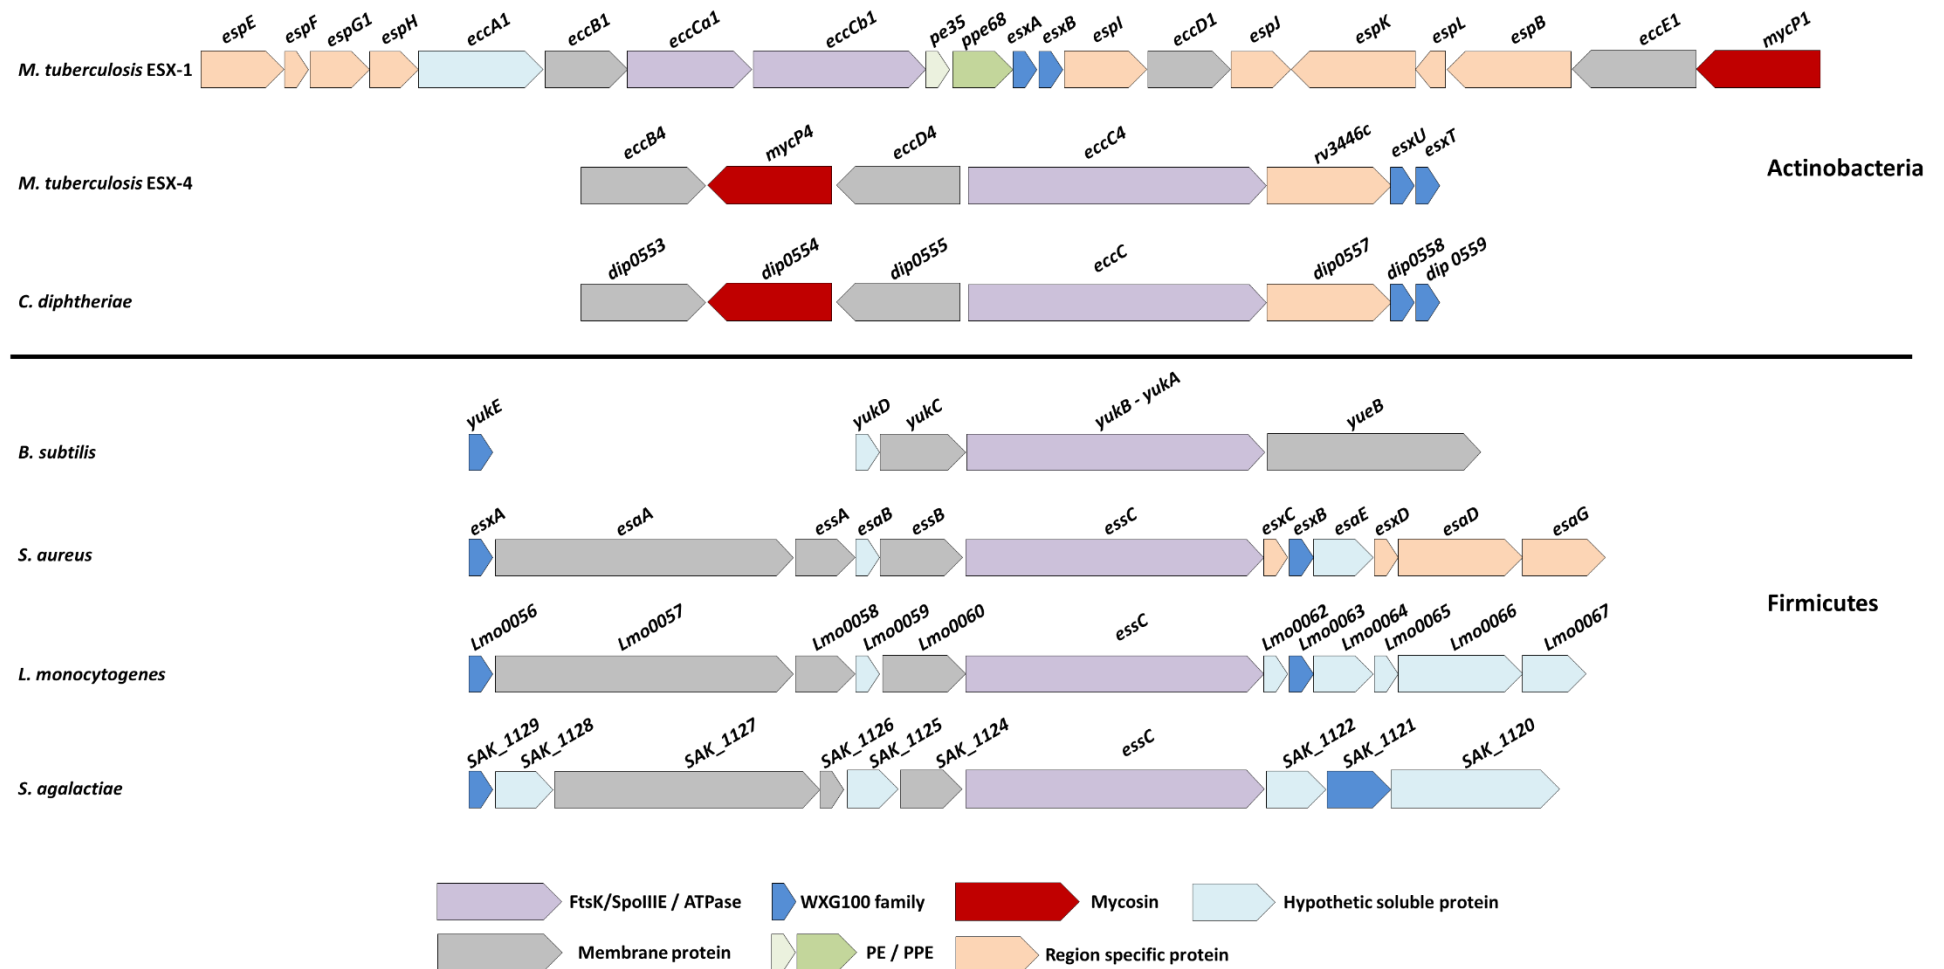 espE espF espG1 espH eccA1 eccB1 eccCa1 eccCb1 pe35 ppe68 esxA esxB espI eccD1 espJ espK espL espB eccE1 mycP1
M. tuberculosis ESX-1
eccB4 mycP4 eccD4 eccC4 rv3446c esxU esxT
M. tuberculosis ESX-4
Actinobacteria
dip0553 dip0554 dip0555 eccC dip0557 dip0558 dip 0559
C. diphtheriae
yukE yukD yukC yukB - yukA yueB
B. subtilis
esxA esaA essA esaB essB essC esxC esxB esaE esxD esaD esaG
S. aureus
Firmicutes
Lmo0056 Lmo0057 Lmo0058 Lmo0059 Lmo0060 essC Lmo0062 Lmo0063 Lmo0064 Lmo0065 Lmo0066 Lmo0067
L. monocytogenes
SAK_1129 SAK_1128 SAK_1127 SAK_1126 SAK_1125 SAK_1124 essC SAK_1122 SAK_1121 SAK_1120
S. agalactiae
FtsK/SpoIIIE / ATPase WXG100 family Mycosin Hypothetic soluble protein
Membrane protein PE / PPE Region specific protein